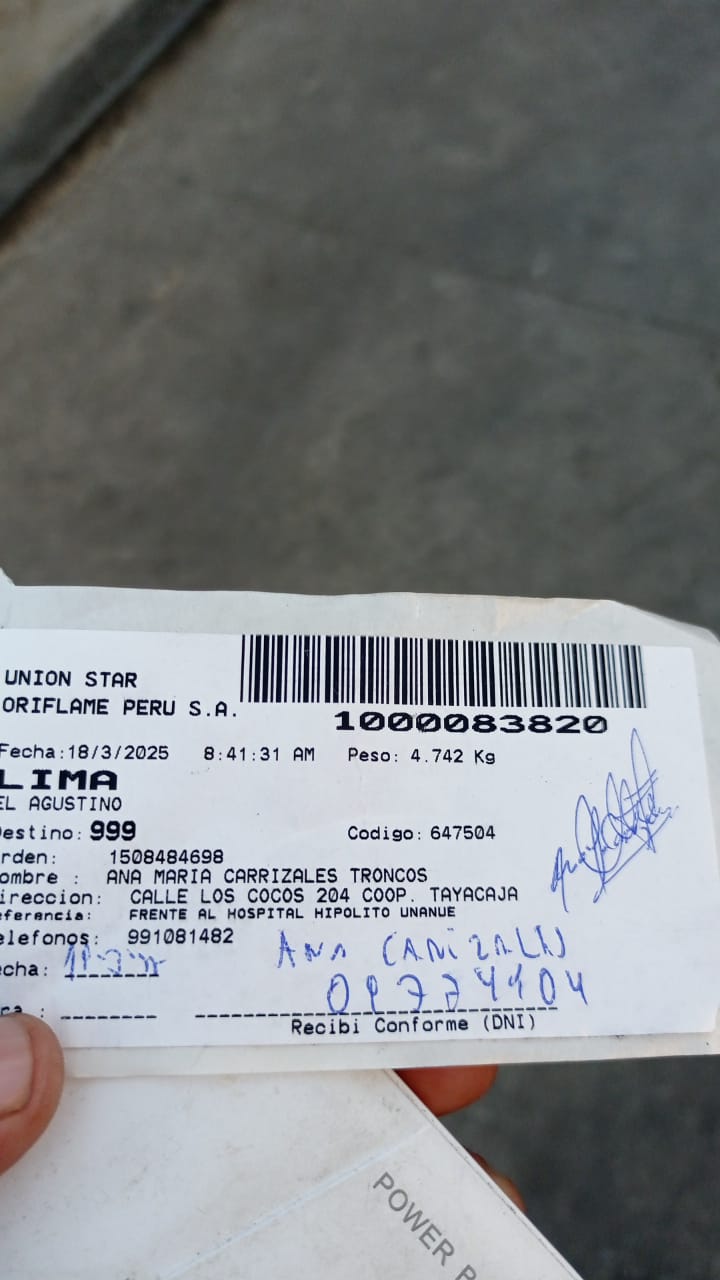 UNION STAR
ORIFLAME PERU S.A.
1000083820
Fecha:18/3/2025 8:41:31 AM Peso: 4.742 Kg
LIMA
EL AGUSTINO
Destino: 999 Codigo: 647504
rden: 1508484698
ombre : ANA MARIA CARRIZALES TRONCOS
ireccion: CALLE LOS COCOS 204 COOP. TAYACAJA
eferencia: FRENTE AL HOSPITAL HIPOLITO UNANUE
elefonos: 991081482
echa:
ANA CARIZALES
Recibi Conforme (DNI)
POWER